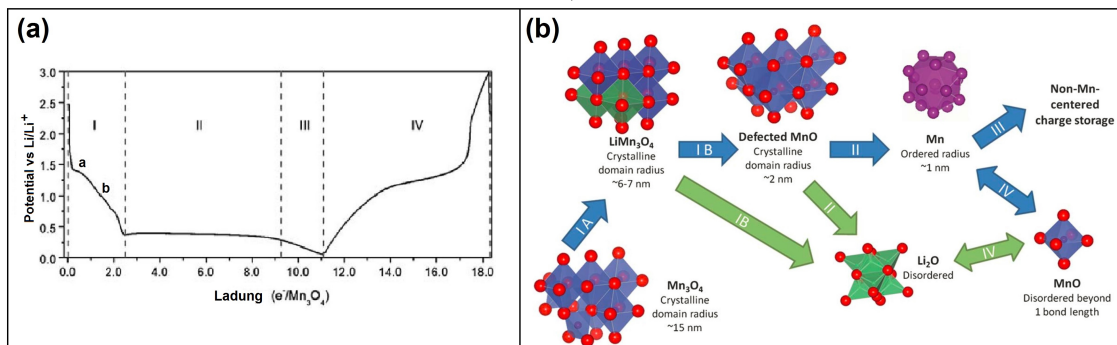 (a)
Potential vs Li/Li⁺
3.0
2.5
2.0
1.5
1.0
0.5
0.0
I
II
III
IV
a
b
0.0 2.0 4.0 6.0 8.0 10.0 12.0 14.0 16.0 18.0
Ladung (e⁻/Mn₃O₄)
(b)
LiMn₃O₄
Crystalline
domain radius
~6-7 nm
I B
Defected MnO
Crystalline
domain radius
~2 nm
II
Mn
Ordered radius
~1 nm
III
Non-Mn-
centered
charge storage
I A
IB
II
IV
Mn₃O₄
Crystalline
domain radius
~15 nm
Li₂O
Disordered
IV
MnO
Disordered beyond
1 bond length